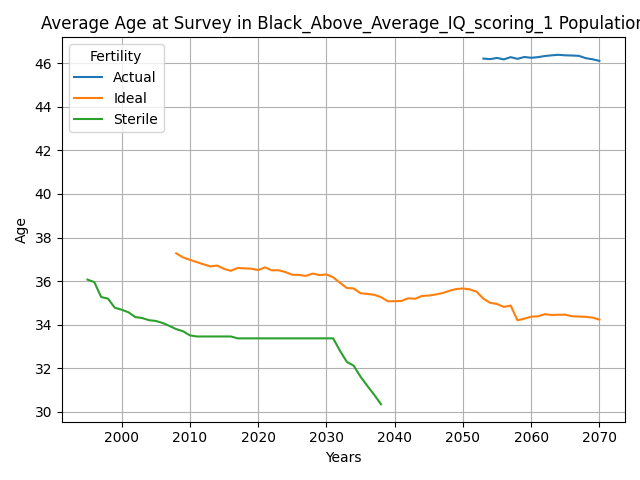 Average Age at Survey in Black_Above_Average_IQ_scoring_1 Population
Fertility
Actual
Ideal
Sterile
46
44
42
40
38
36
34
32
30
Age
2000
2010
2020
2030
2040
2050
2060
2070
Years